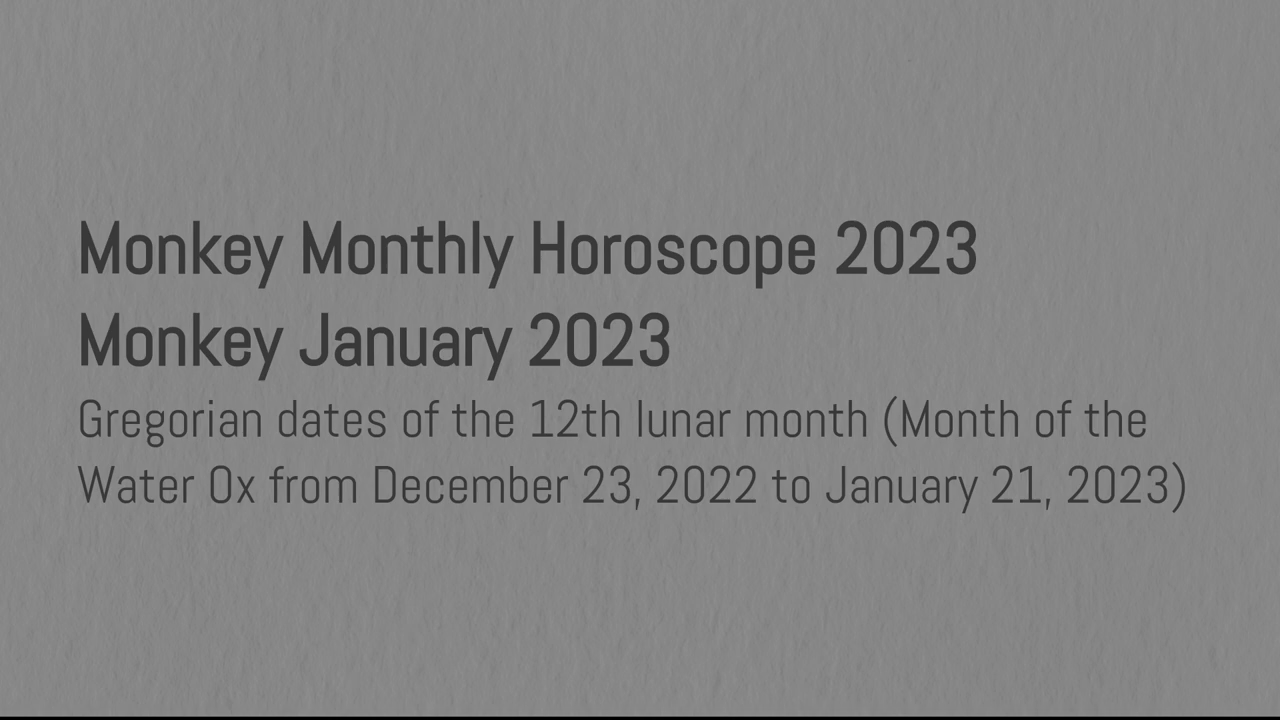 Monkey Monthly Horoscope 2023
Monkey January 2023
Gregorian dates of the 12th lunar month (Month of the
Water Ox from December 23, 2022 to January 21, 2023)